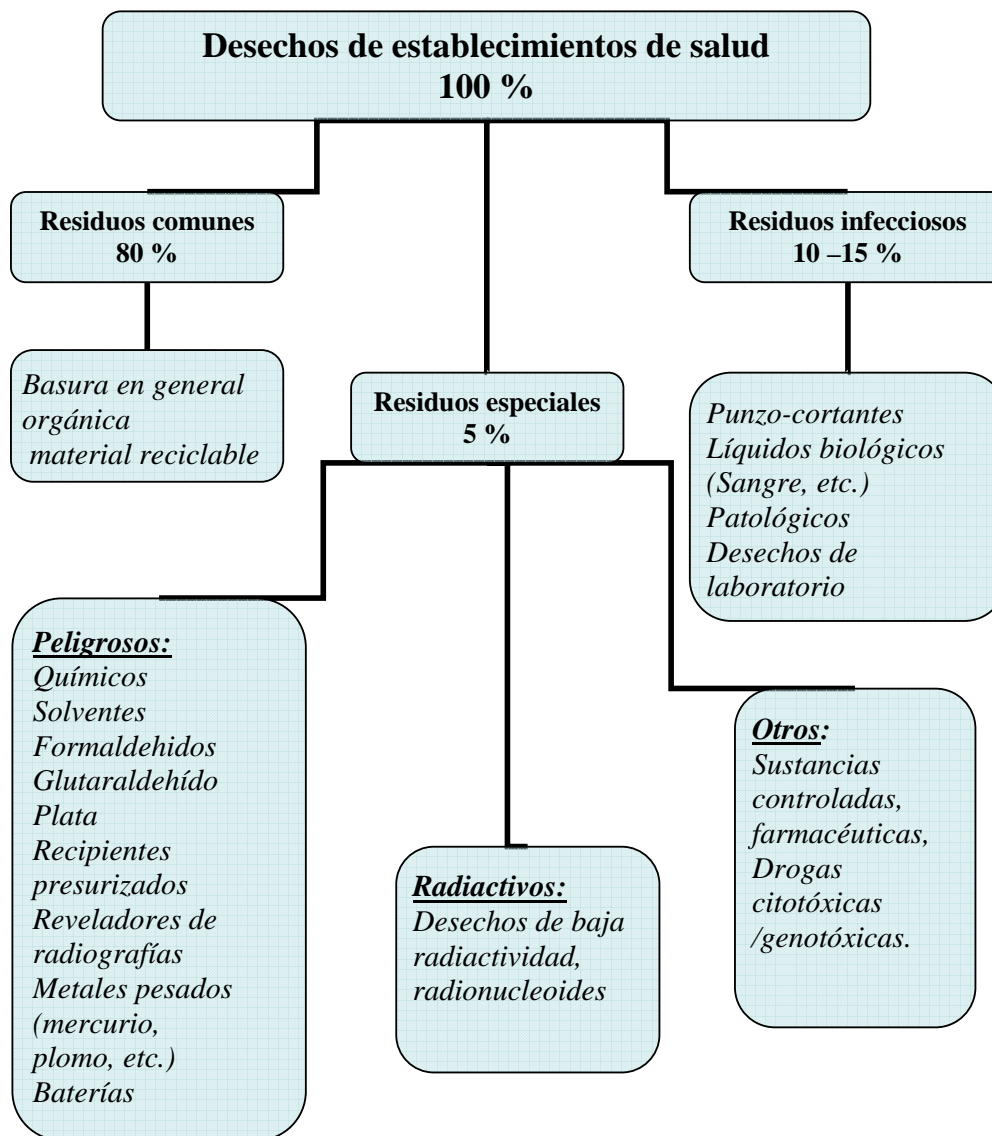 Desechos de establecimientos de salud
100 %
Residuos comunes
80 %
Residuos infecciosos
10 –15 %
Basura en general
orgánica
material reciclable
Residuos especiales
5 %
Punzo-cortantes
Líquidos biológicos
(Sangre, etc.)
Patológicos
Desechos de
laboratorio
Peligrosos:
Químicos
Solventes
Formaldehidos
Glutaraldehído
Plata
Recipientes
presurizados
Reveladores de
radiografías
Metales pesados
(mercurio,
plomo, etc.)
Baterías
Radiactivos:
Desechos de baja
radiactividad,
radionucleoides
Otros:
Sustancias
controladas,
farmacéuticas,
Drogas
citotóxicas
/genotóxicas.